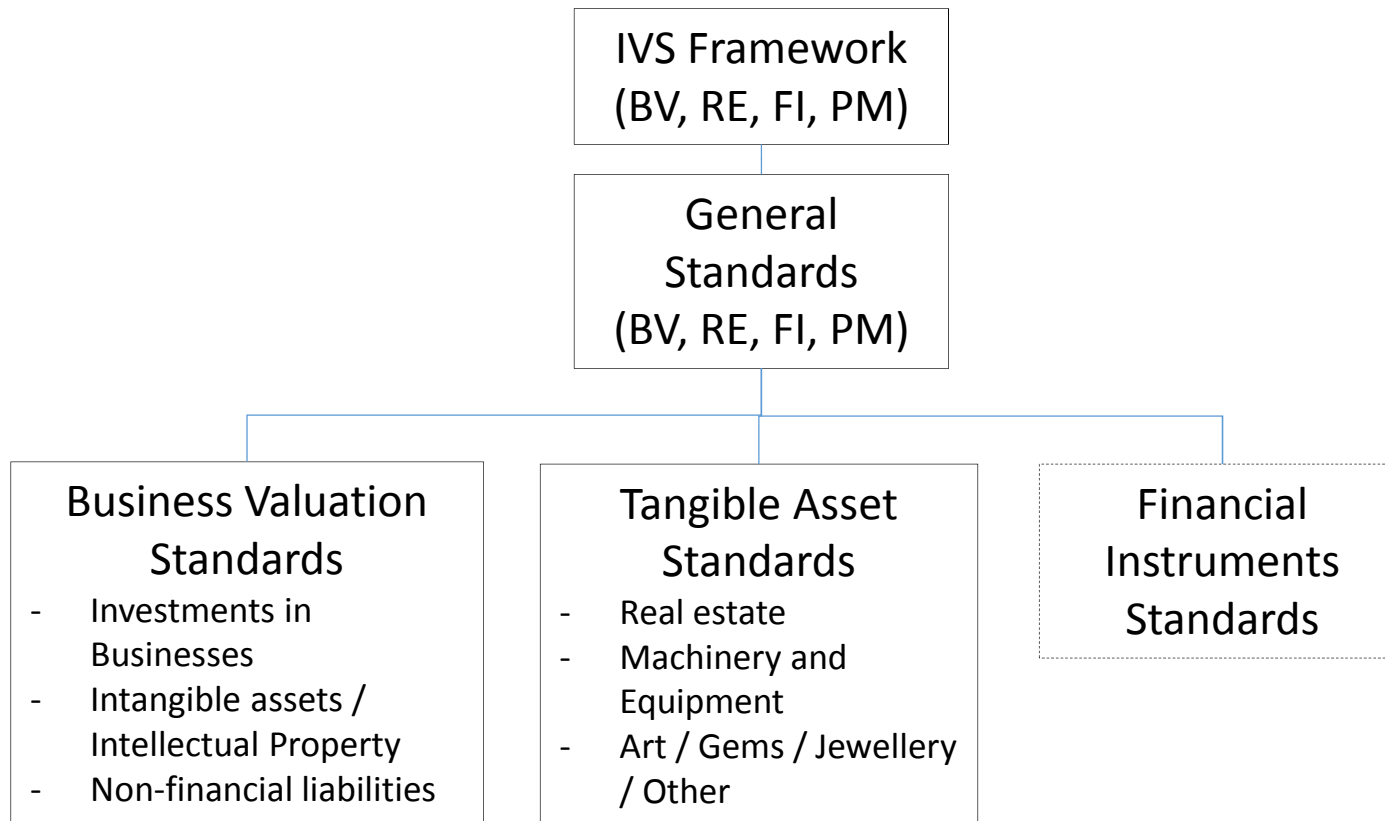 IVS Framework
(BV, RE, FI, PM)
General
Standards
(BV, RE, FI, PM)
Business Valuation
Standards
- Investments in
Businesses
- Intangible assets /
Intellectual Property
- Non-financial liabilities
Tangible Asset
Standards
- Real estate
- Machinery and
Equipment
- Art / Gems / Jewellery
/ Other
Financial
Instruments
Standards